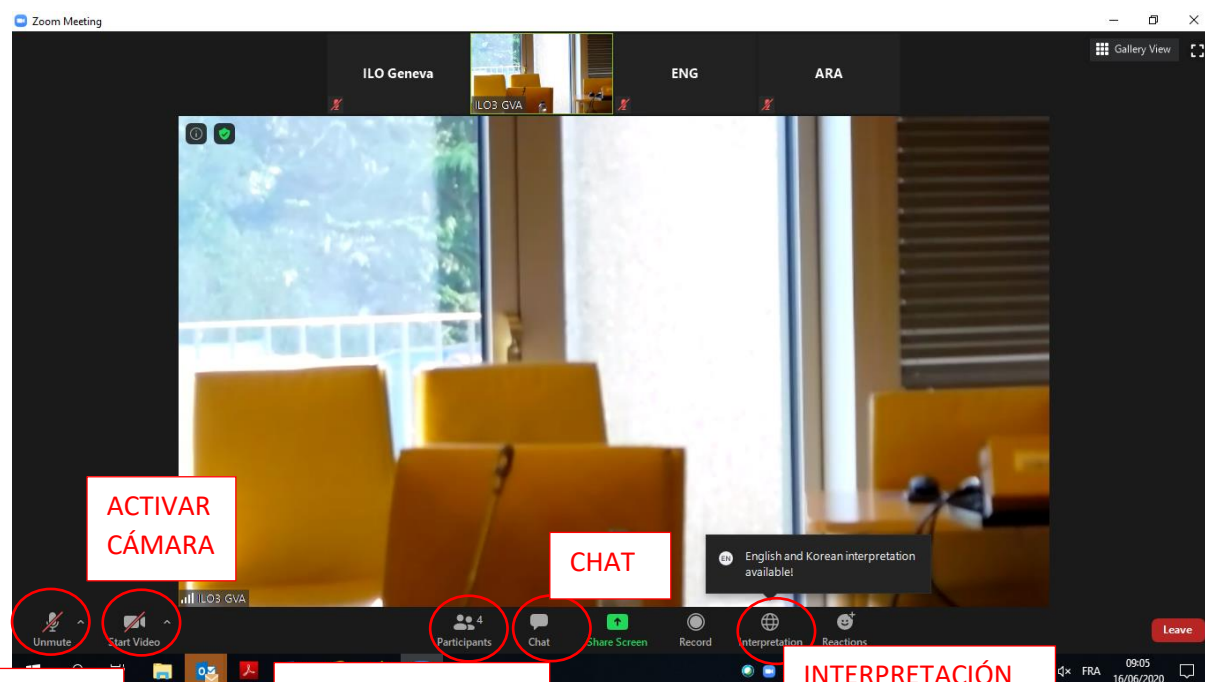 Zoom Meeting
Gallery View
ILO Geneva
ILO3 GVA
ENG
ARA
ACTIVAR
CÁMARA
CHAT
EN English and Korean interpretation
available!
ILO3 GVA
Unmute
Start Video
4
Participants
Chat
Share Screen
Record
Interpretation
Reactions
Leave
INTERPRETACIÓN
FRA
09:05
16/06/2020